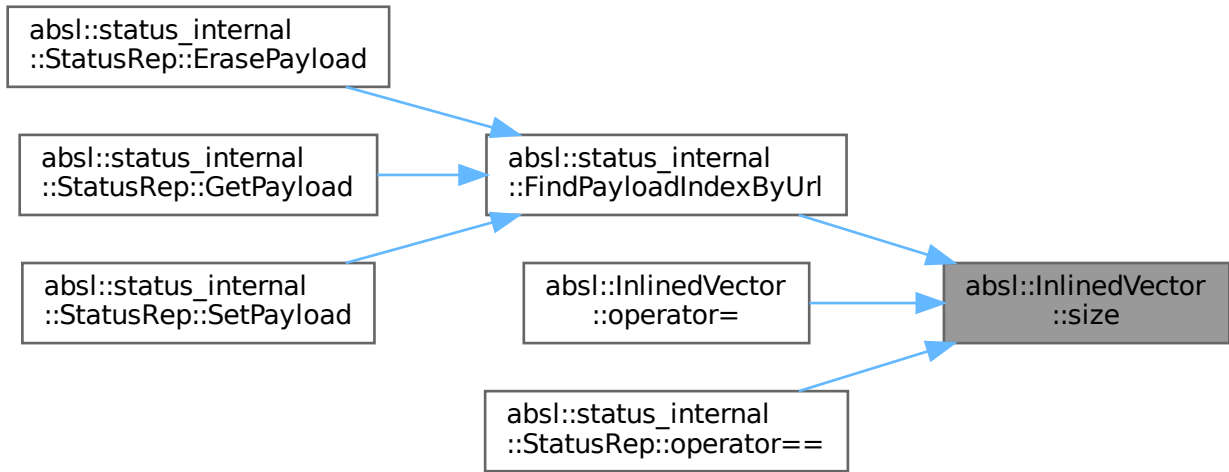 absl::status_internal
::StatusRep::ErasePayload
absl::status_internal
::StatusRep::GetPayload
absl::status_internal
::StatusRep::SetPayload
absl::status_internal
::FindPayloadIndexByUrl
absl::InlinedVector
::operator=
absl::status_internal
::StatusRep::operator==
absl::InlinedVector
::size